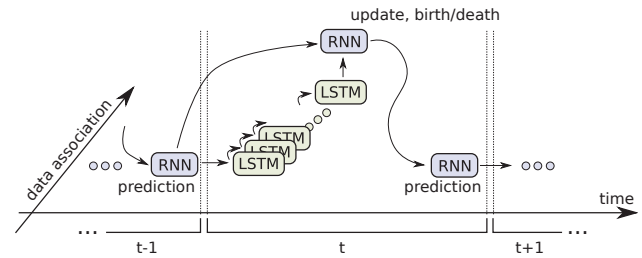 update, birth/death
RNN
LSTM
data association
LSTM
LSTM
RNN
LSTM
RNN
prediction
prediction
time
... ...
t-1
t
t+1